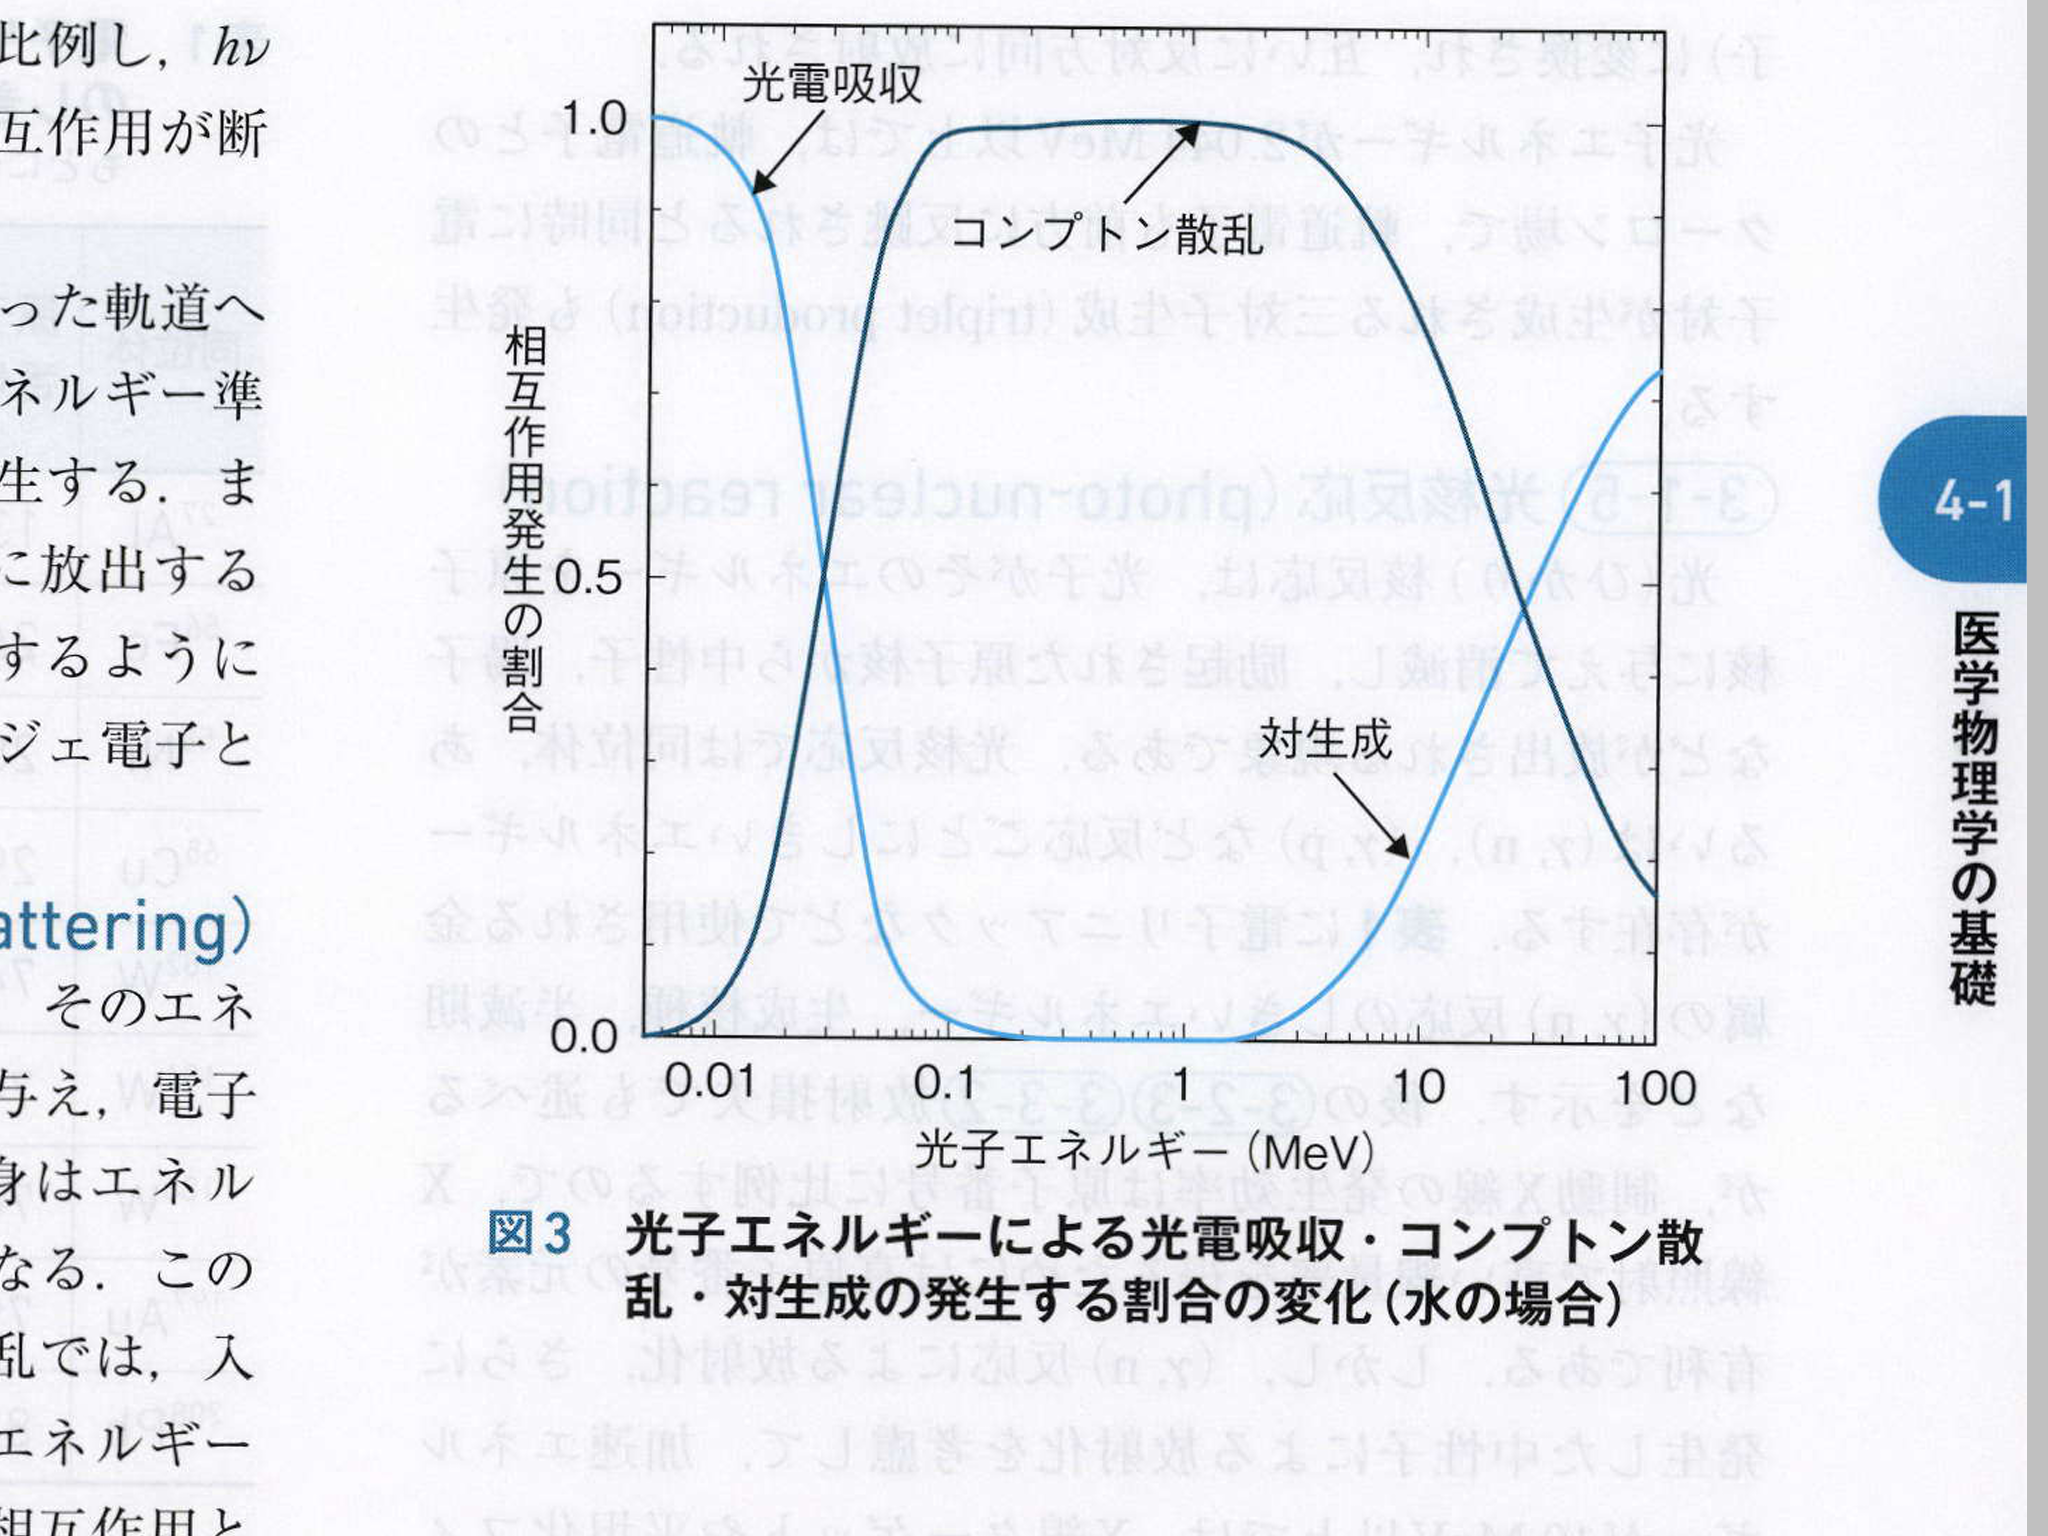 比例し，hν
互作用が断
った軌道へ
ネルギー準
生する．ま
に放出する
するように
ジェ電子と
attering）
そのエネ
与え，電子
身はエネル
なる．この
乱では，入
エネルギー
相互作用と
光電吸収
コンプトン散乱
対生成
相互作用発生の割合
1.0
0.5
0.0
0.01 0.1 1 10 100
光子エネルギー（MeV）
図3 光子エネルギーによる光電吸収・コンプトン散
乱・対生成の発生する割合の変化（水の場合）
4-1
医学物理学の基礎